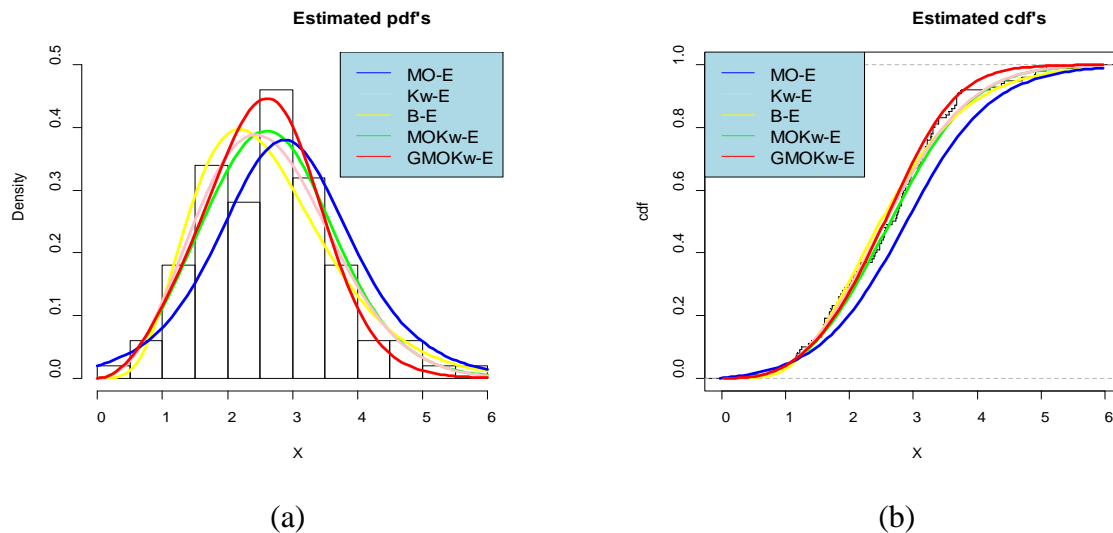 Estimated pdf's
Density
0.0 0.1 0.2 0.3 0.4 0.5
MO-E
Kw-E
B-E
MOKw-E
GMOKw-E
0 1 2 3 4 5 6
X
(a)
Estimated cdf's
cdf
0.0 0.2 0.4 0.6 0.8 1.0
MO-E
Kw-E
B-E
MOKw-E
GMOKw-E
0 1 2 3 4 5 6
X
(b)